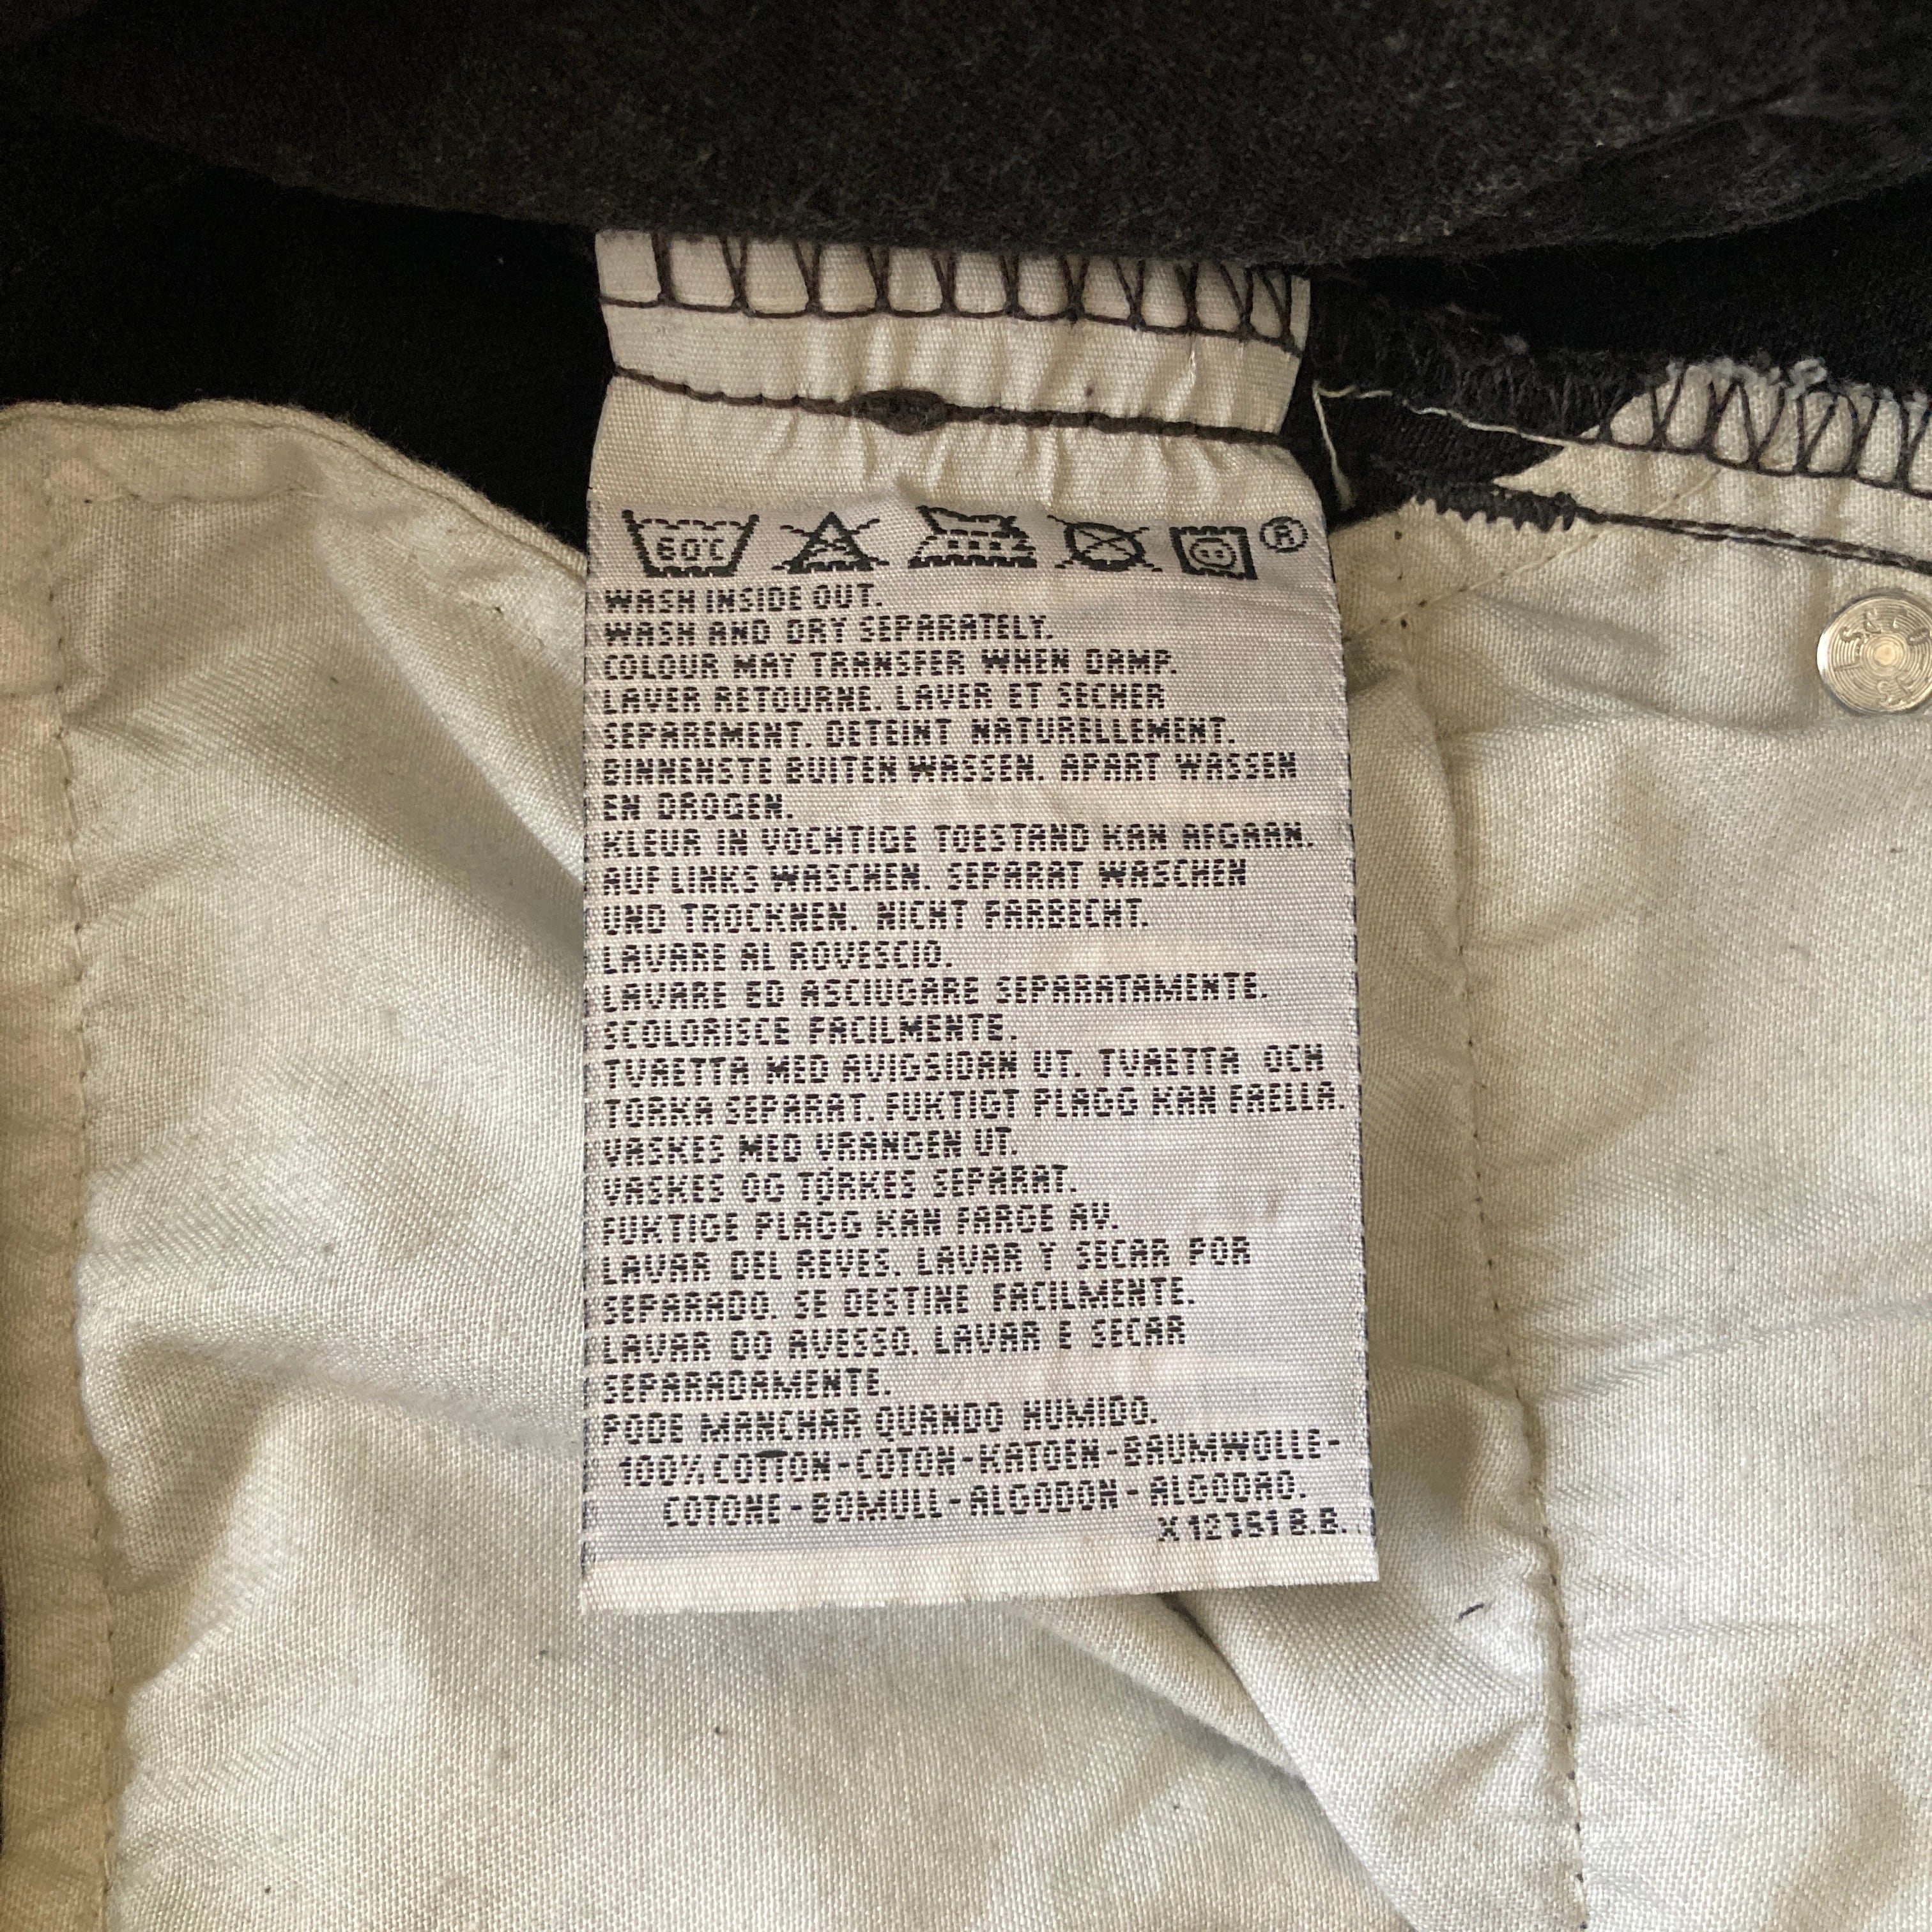 60°C ®
WASH INSIDE OUT.
WASH AND DRY SEPARATELY.
COLOUR MAY TRANSFER WHEN DAMP.
LAVER RETOURNE. LAVER ET SECHER
SEPAREMENT. DETEINT NATURELLEMENT.
BINNENSTE BUITEN WASSEN. APART WASSEN
EN DROGEN.
KLEUR IN VOCHTIGE TOESTAND KAN AFGAAN.
AUF LINKS WASCHEN. SEPARAT WASCHEN
UND TROCKNEN. NICHT FARBECHT.
LAVARE AL ROVESCIO.
LAVARE ED ASCIUGARE SEPARATAMENTE.
SCOLORISCE FACILMENTE.
TVAETTA MED AVIGSIDAN UT. TVAETTA OCH
TORKA SEPARAT. FUKTIGT PLAGG KAN FAELLA.
VASKES MED VRANGEN UT.
VASKES OG TØRKES SEPARAT.
FUKTIGE PLAGG KAN FARGE AV.
LAVAR DEL REVES. LAVAR Y SECAR POR
SEPARADO. SE DESTINE FACILMENTE.
LAVAR DO AVESSO. LAVAR E SECAR
SEPARADAMENTE.
PODE MANCHAR QUANDO HUMIDO.
100% COTTON-COTON-KATOEN-BAUMWOLLE-
COTONE-BOMULL-ALGODON-ALGODAO.
B.B.